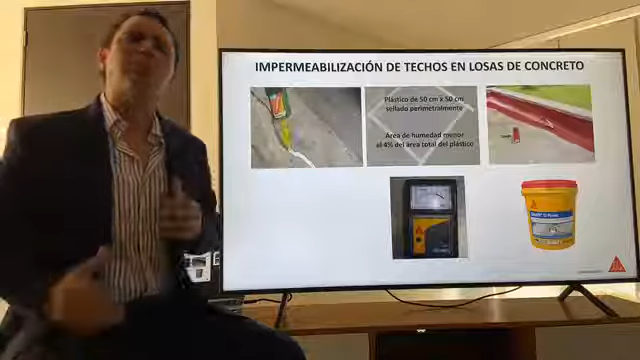 IMPERMEABILIZACIÓN DE TECHOS EN LOSAS DE CONCRETO
Plástico de 50 cm x 50 cm
sellado perimetralmente
Area de humedad menor
al 4% del área total del plástico